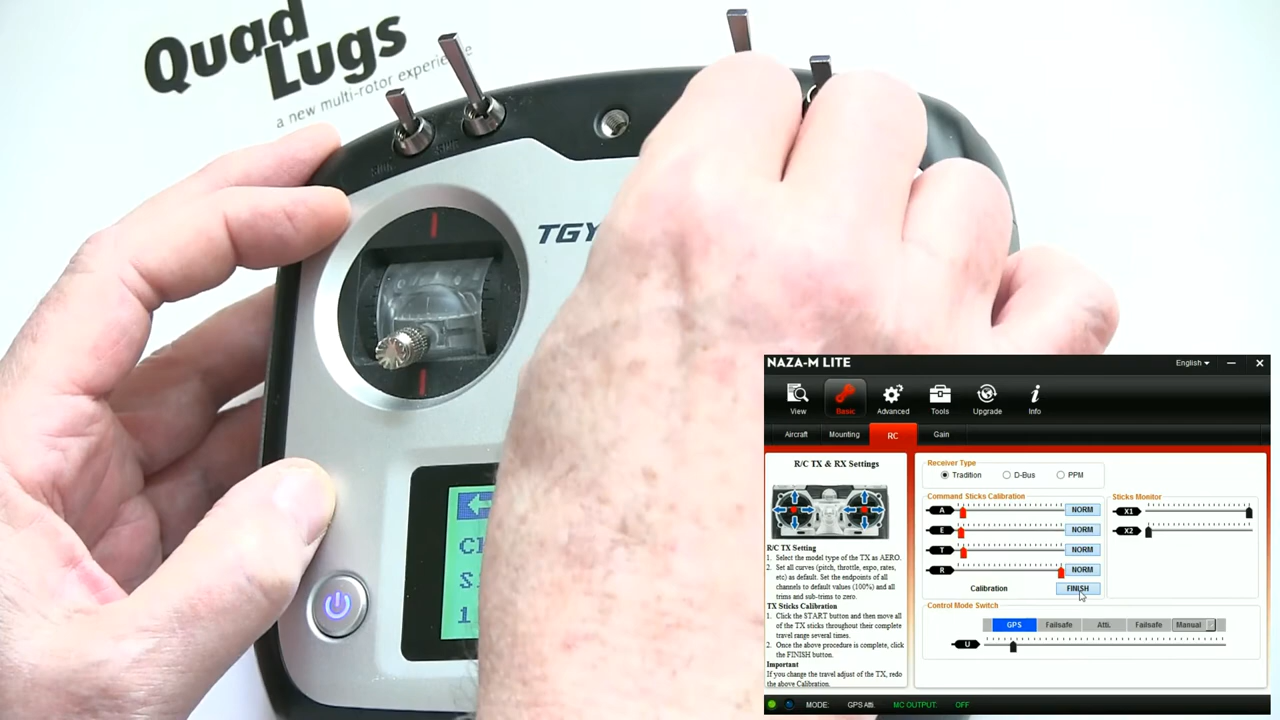 Quad
Lugs
a new multi-rotor experience
TGY
NAZA-M LITE
English
View
Basic
Advanced
Tools
Upgrade
Info
Aircraft
Mounting
RC
Gain
R/C TX & RX Settings
R/C TX Setting
1. Select the model type of the TX as AERO.
2. Set all curves (pitch, throttle, expo, rates,
etc) as default. Set the endpoints of all
channels to default values (100%) and all
trims and sub-trims to zero.
TX Sticks Calibration
1. Click the START button and then move all
of the TX sticks throughout their complete
travel range several times.
2. Once the above procedure is complete, click
the FINISH button.
Important
If you change the travel adjust of the TX, redo
the above Calibration.
Receiver Type
Tradition
D-Bus
PPM
Command Sticks Calibration
A
NORM
E
NORM
T
NORM
R
NORM
Calibration
FINISH
Sticks Monitor
X1
X2
Control Mode Switch
GPS
Failsafe
Atti.
Failsafe
Manual
U
MODE:
GPS Atti.
MC OUTPUT:
OFF